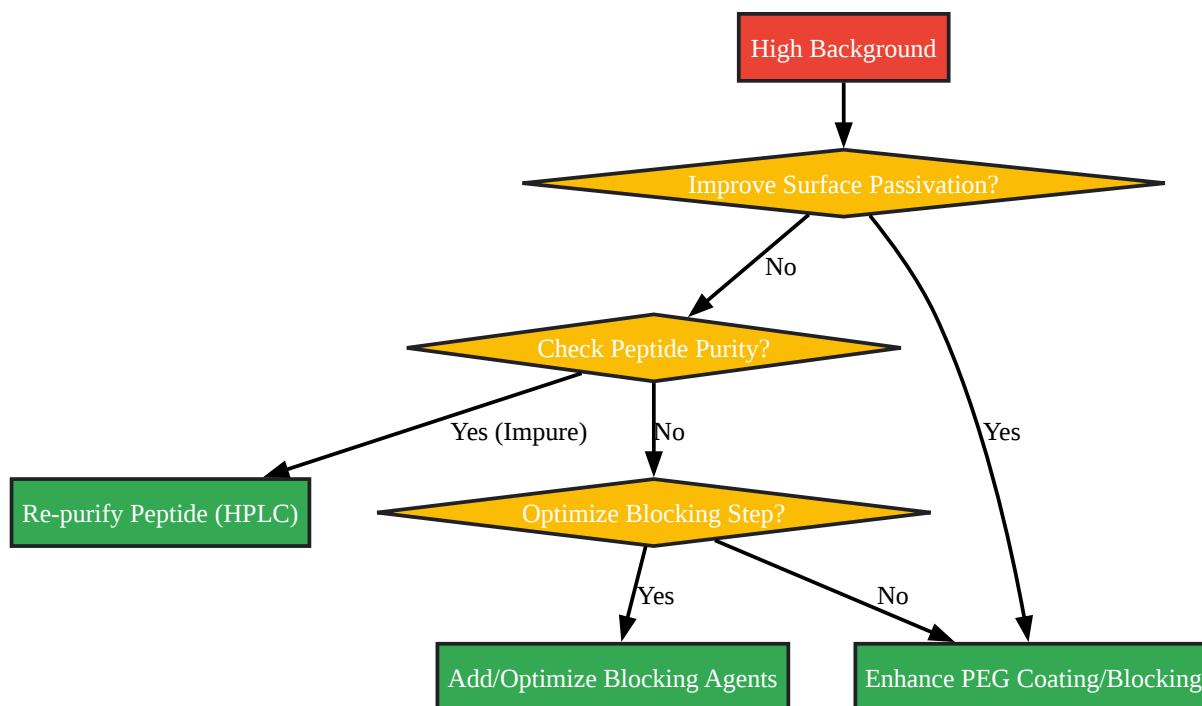 High Background
Improve Surface Passivation?
No
Check Peptide Purity?
Yes (Impure)
No
Yes
Re-purify Peptide (HPLC)
Optimize Blocking Step?
Yes
No
Add/Optimize Blocking Agents
Enhance PEG Coating/Blocking